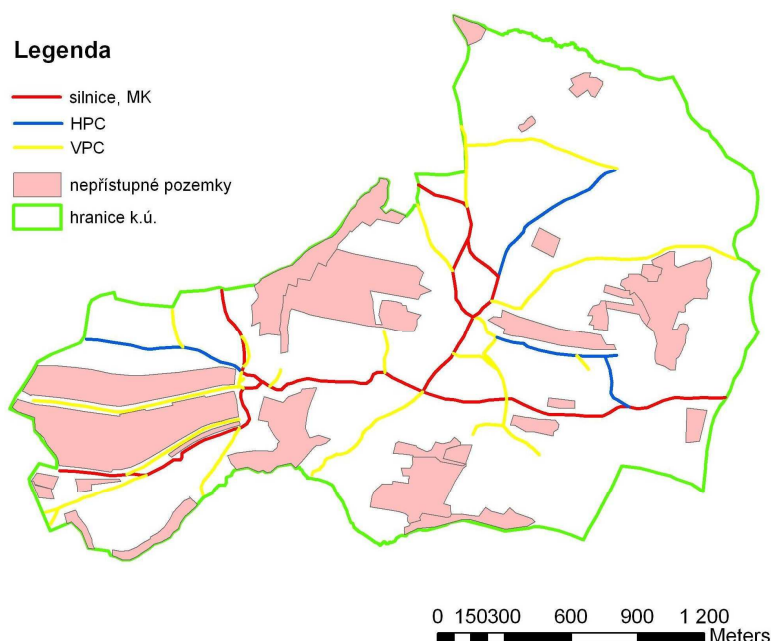 Legenda
silnice, MK
HPC
VPC
nepřístupné pozemky
hranice k.ú.
0 150300 600 900 1 200
Meters